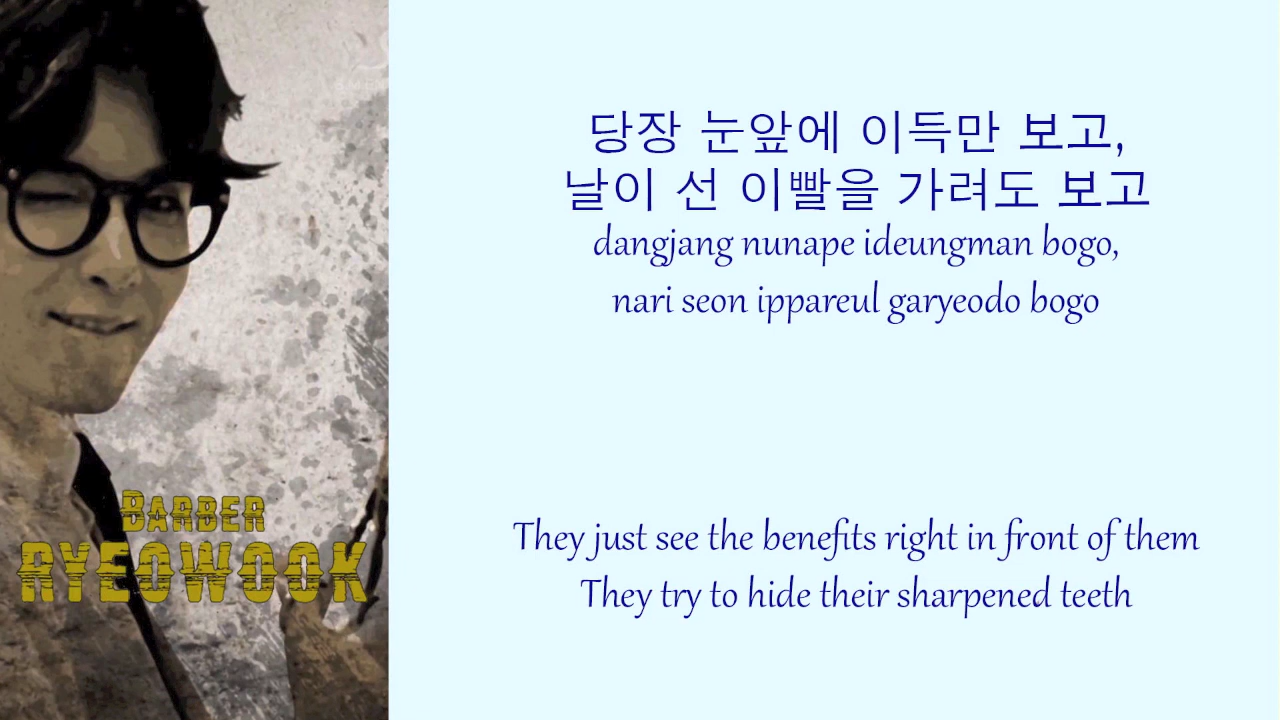 당장 눈앞에 이득만 보고,
날이 선 이빨을 가려도 보고
dangjang nunape ideungman bogo,
nari seon ippareul garyeodo bogo
They just see the benefits right in front of them
They try to hide their sharpened teeth
BARBER
RYEOWOOK